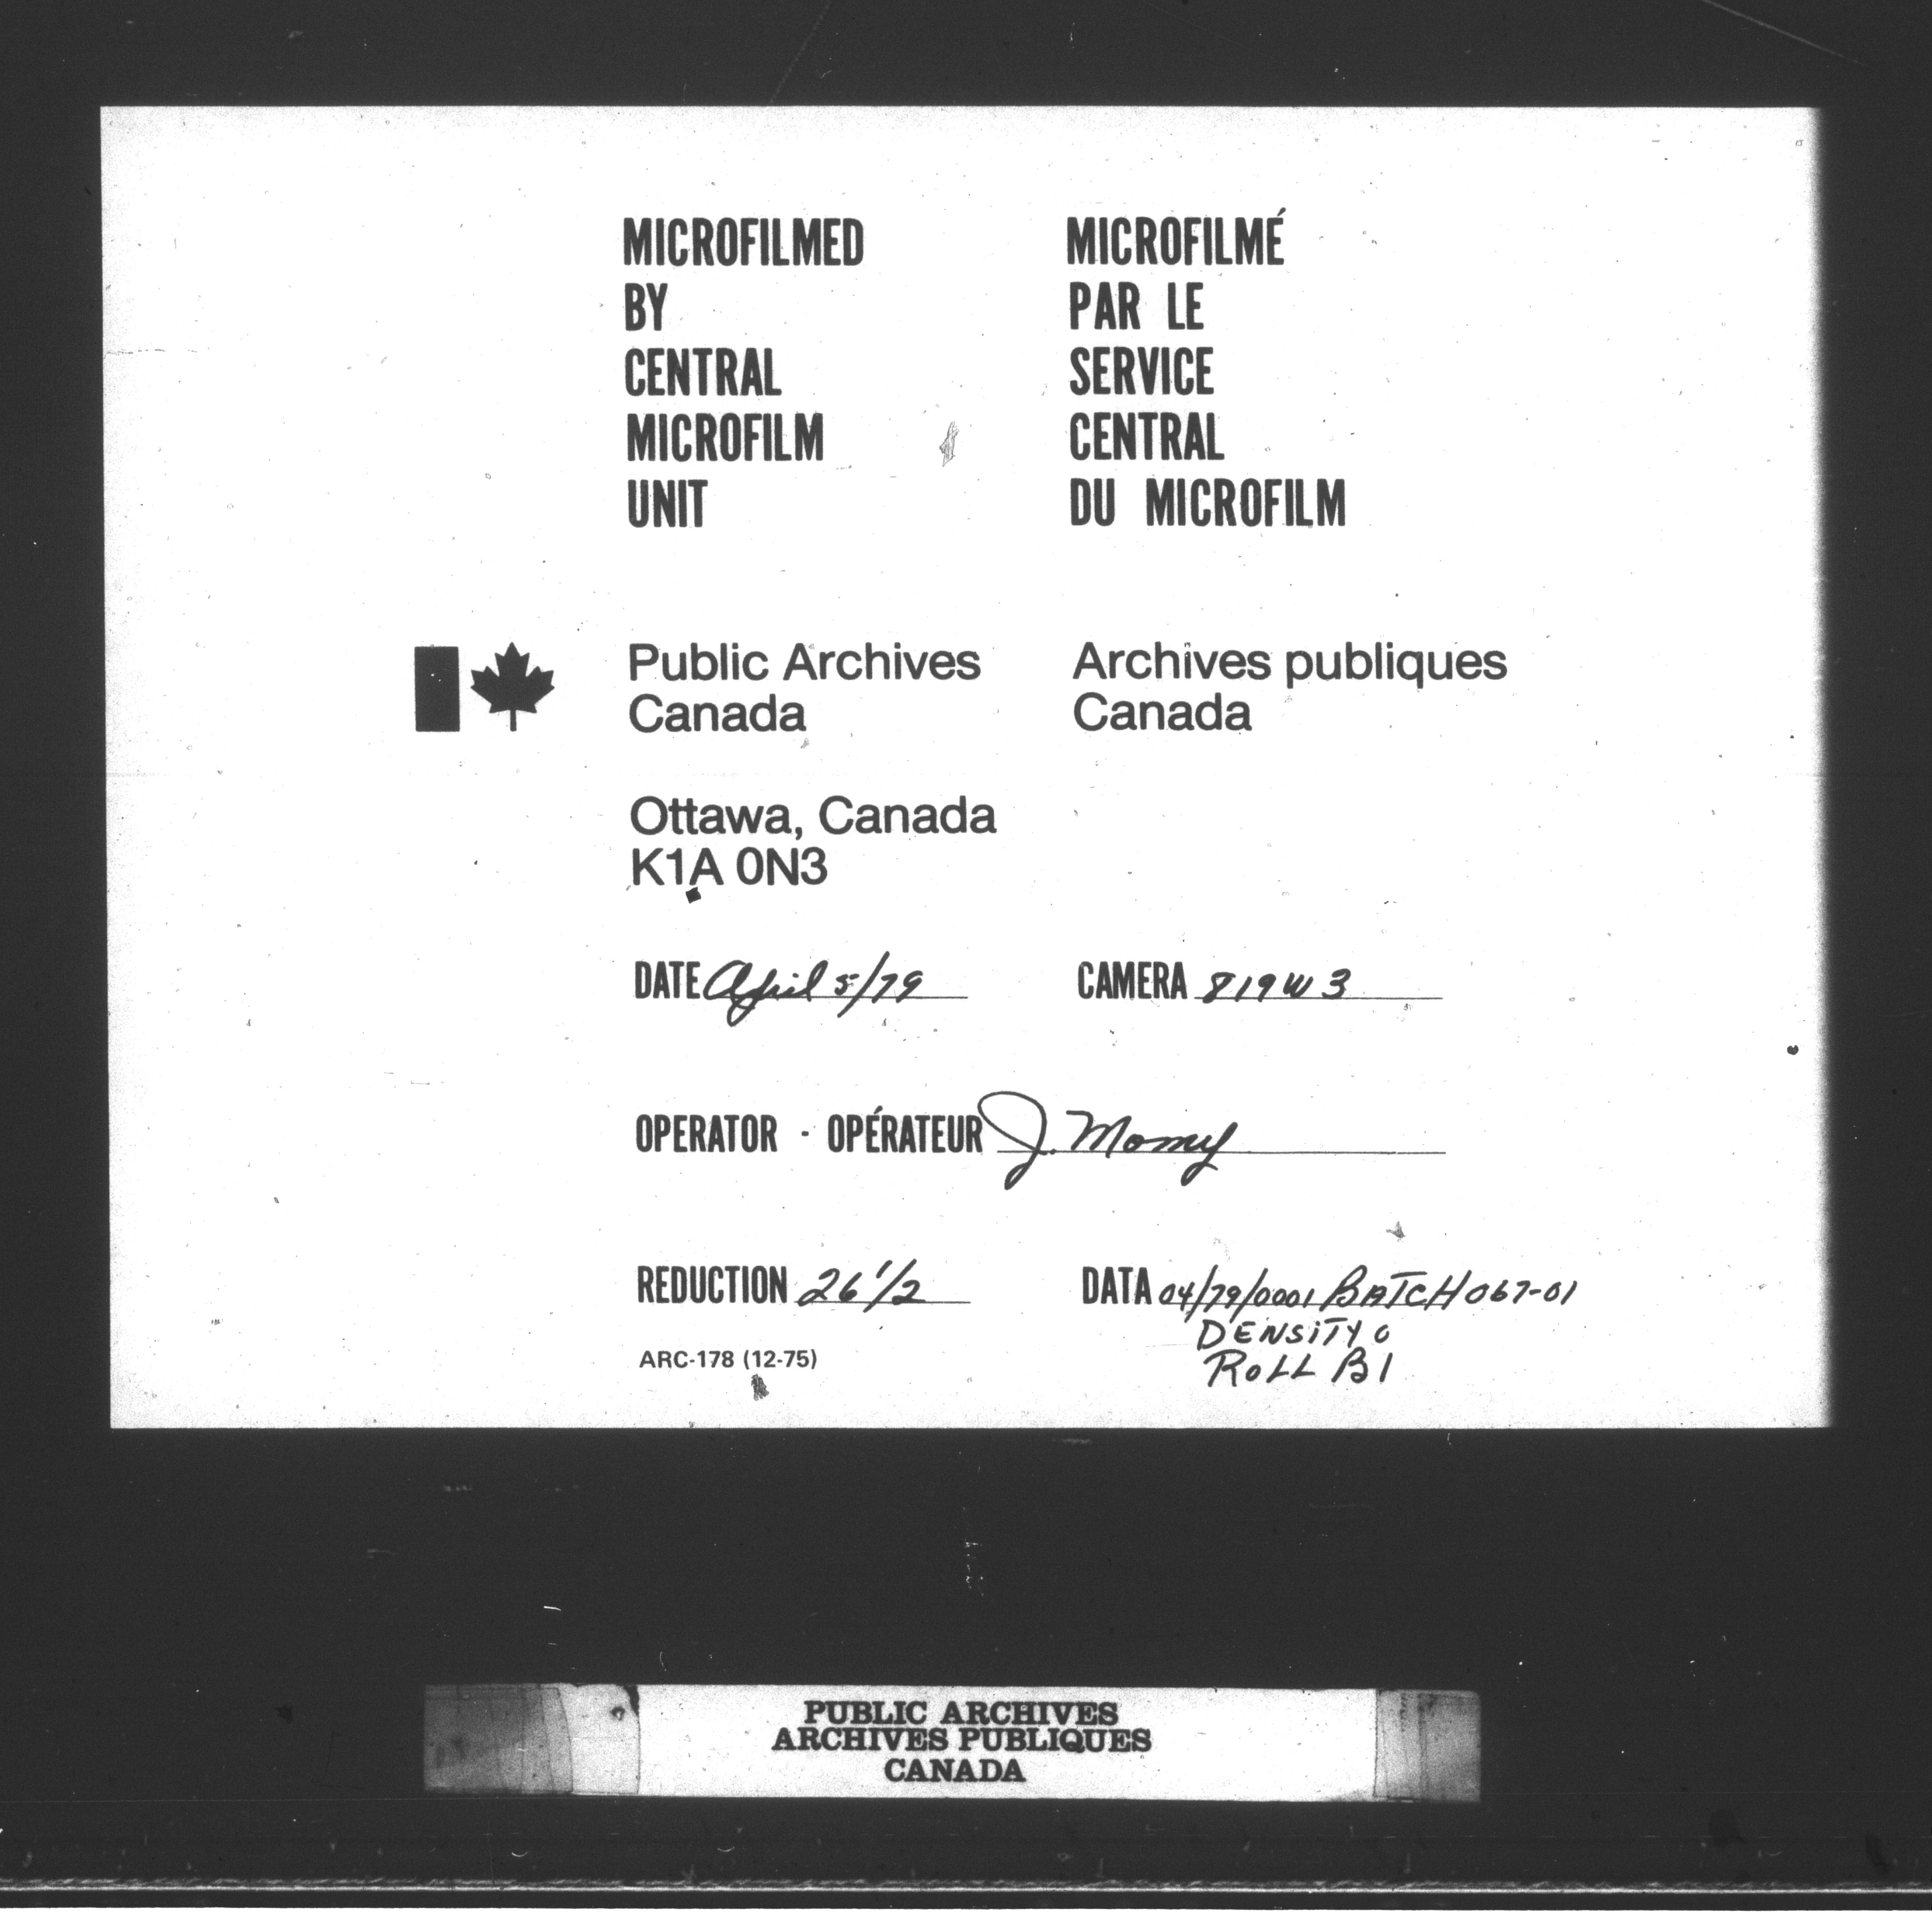 MICROFILMED
BY
CENTRAL
MICROFILM
UNIT
MICROFILMÉ
PAR LE
SERVICE
CENTRAL
DU MICROFILM
Public Archives
Canada
Archives publiques
Canada
Ottawa, Canada
K1A 0N3
DATE April 5/79
CAMERA 819W3
OPERATOR - OPÉRATEUR J. Momy
REDUCTION 26 1/2
DATA 04/79/0001 BATCH 067-01
DENSITY 0
ROLL B1
ARC-178 (12-75)
PUBLIC ARCHIVES
ARCHIVES PUBLIQUES
CANADA